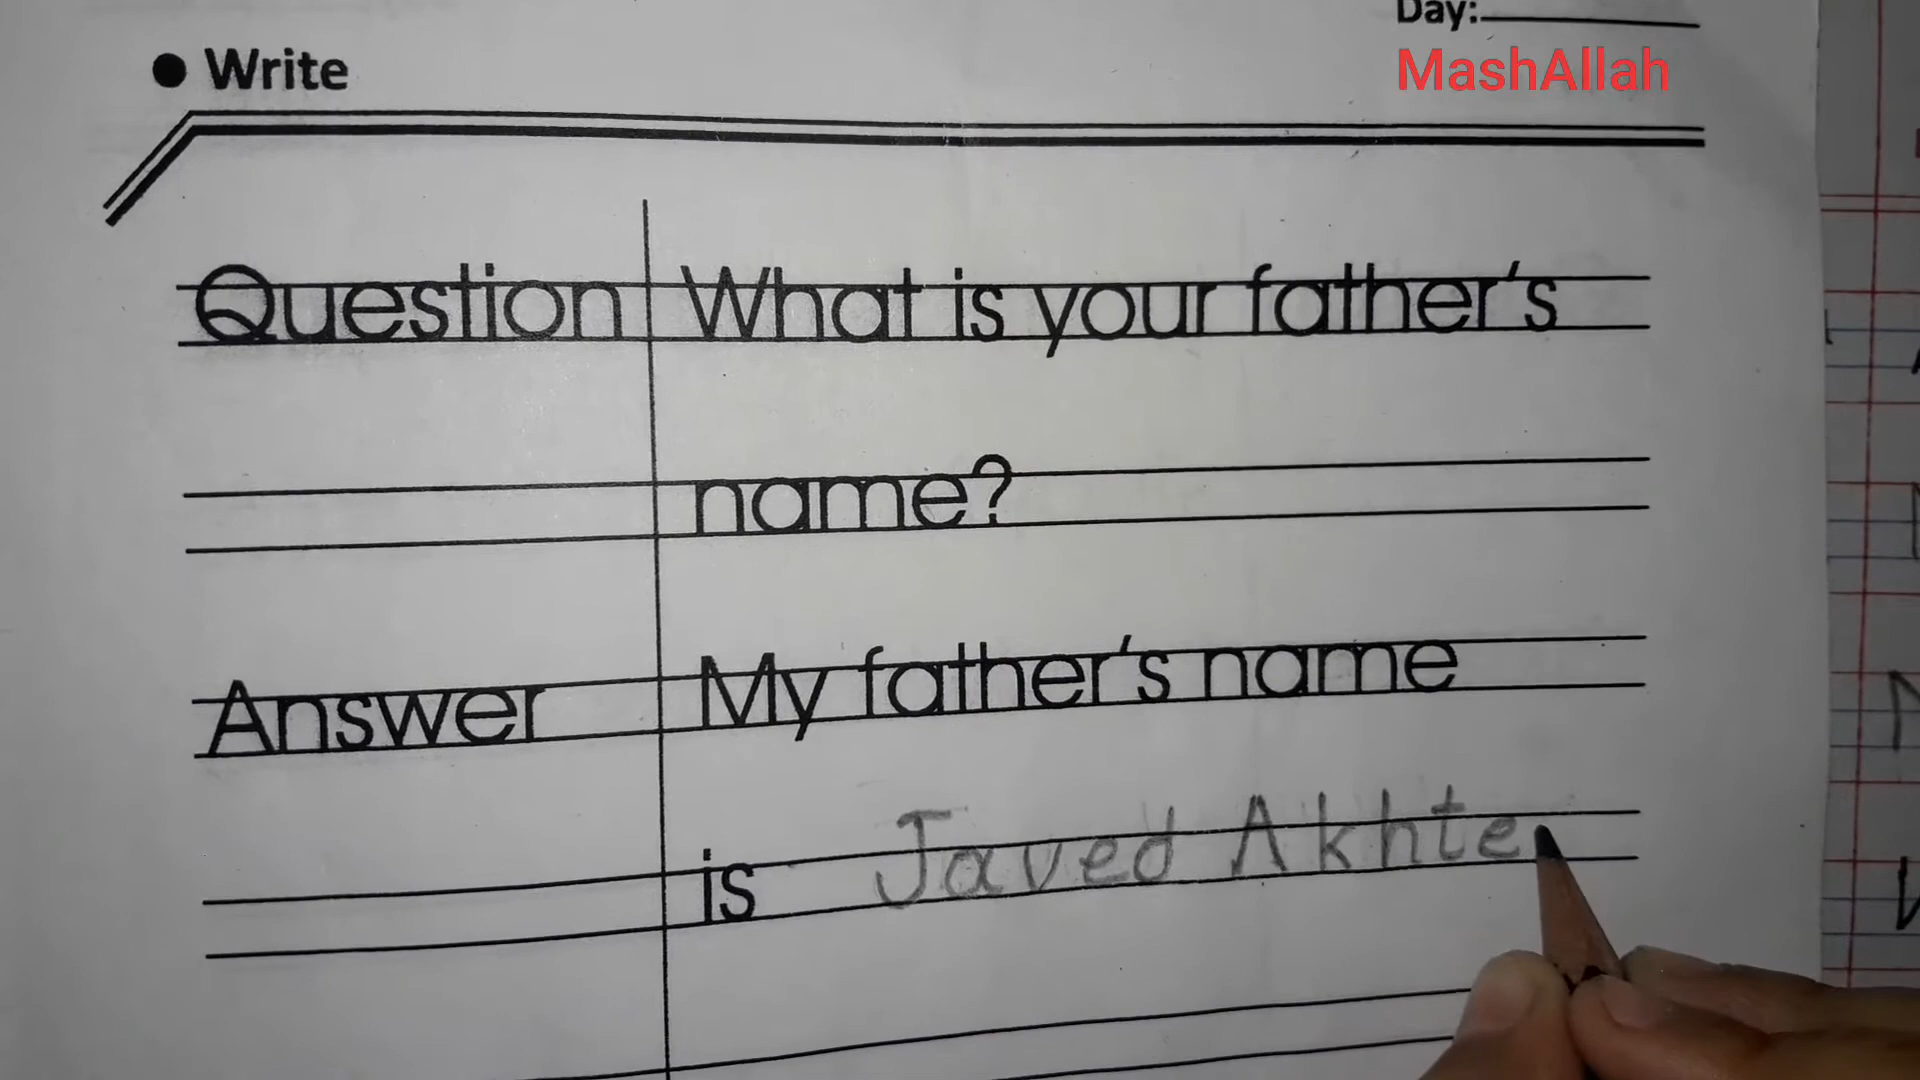 Day:
● Write
MashAllah
Question What is your father's
name?
Answer My father's name
is Javed Akhte